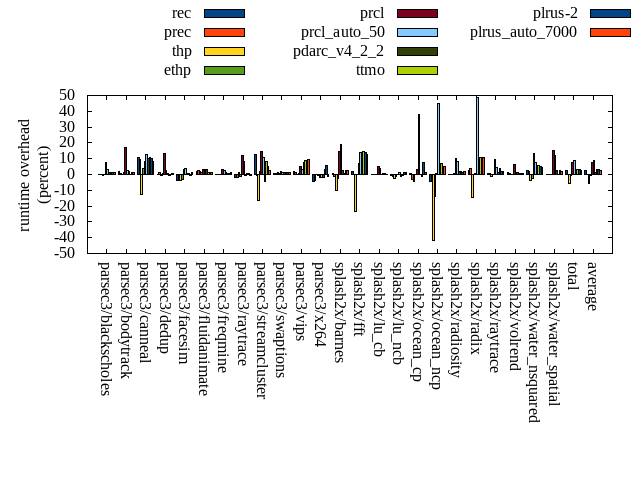 rec
prec
thp
ethp
prcl
prcl_auto_50
pdarc_v4_2_2
ttmo
plrus-2
plrus_auto_7000
runtime overhead
(percent)
50
40
30
20
10
0
-10
-20
-30
-40
-50
parsec3/blackscholes
parsec3/bodytrack
parsec3/canneal
parsec3/dedup
parsec3/facesim
parsec3/fluidanimate
parsec3/freqmine
parsec3/raytrace
parsec3/streamcluster
parsec3/swaptions
parsec3/vips
parsec3/x264
splash2x/barnes
splash2x/fft
splash2x/lu_cb
splash2x/lu_ncb
splash2x/ocean_cp
splash2x/ocean_ncp
splash2x/radiosity
splash2x/radix
splash2x/raytrace
splash2x/volrend
splash2x/water_nsquared
splash2x/water_spatial
total
average